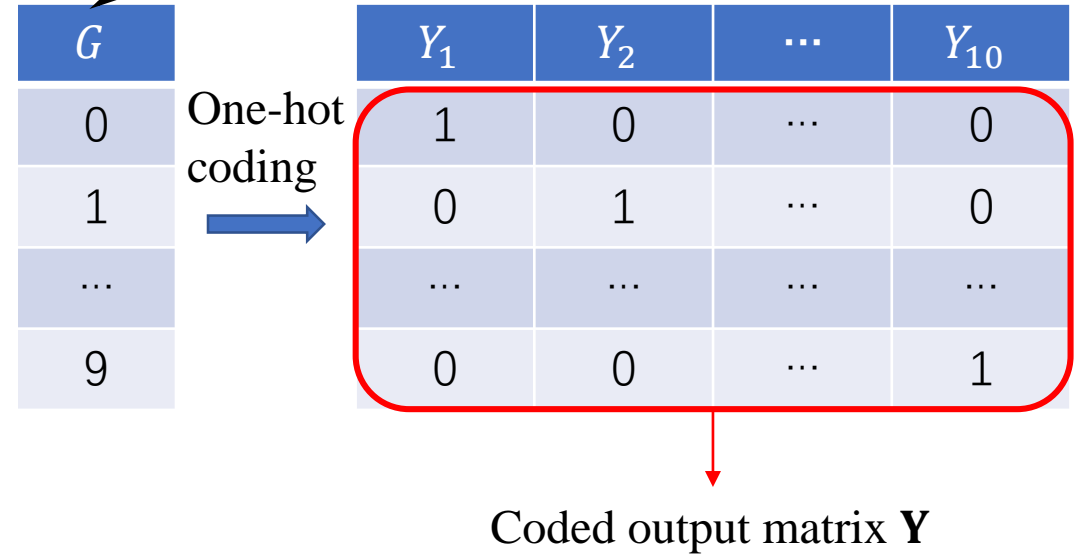 G Y₁ Y₂ ... Y₁₀
0 One-hot coding 1 0 ... 0
1 0 1 ... 0
... ... ... ... ...
9 0 0 ... 1
Coded output matrix Y